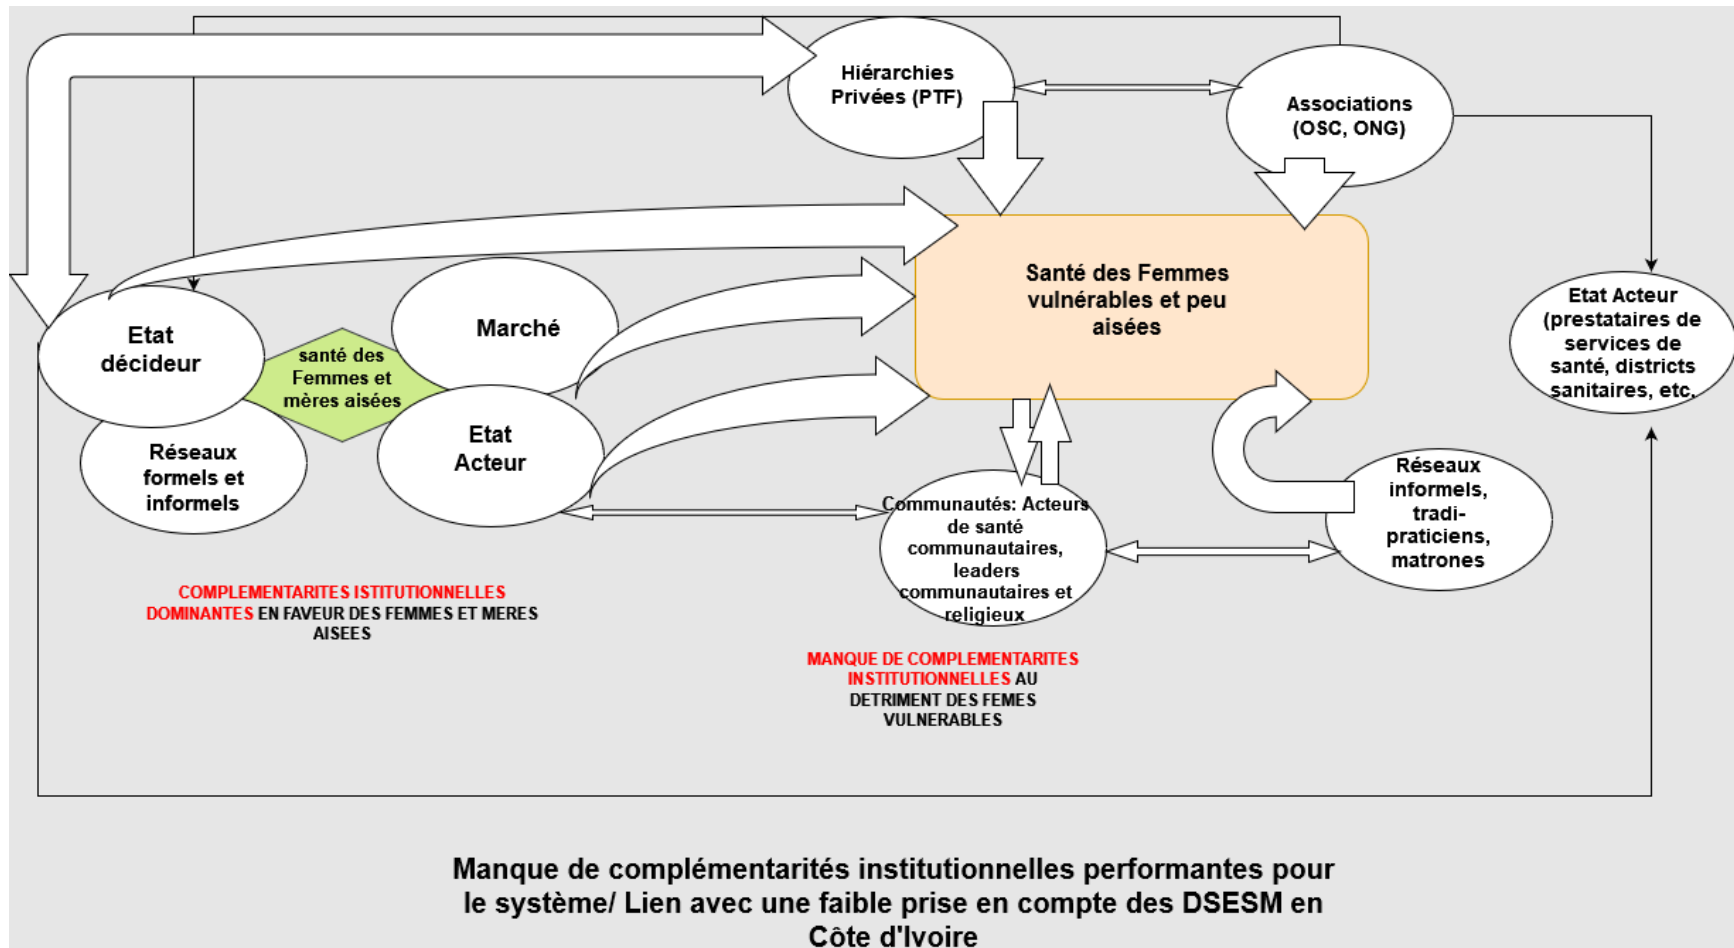 Hiérarchies
Privées (PTF)
Associations
(OSC, ONG)
Santé des Femmes
vulnérables et peu
aisées
Etat Acteur
(prestataires de
services de
santé, districts
sanitaires, etc.
Etat
décideur
Marché
santé des
Femmes et
mères aisées
Etat
Acteur
Réseaux
formels et
informels
Communautés: Acteurs
de santé
communautaires,
leaders
communautaires et
religieux
Réseaux
informels,
tradi-
praticiens,
matrones
COMPLEMENTARITES ISTITUTIONNELLES
DOMINANTES EN FAVEUR DES FEMMES ET MERES
AISEES
MANQUE DE COMPLEMENTARITES
INSTITUTIONNELLES AU
DETRIMENT DES FEMES
VULNERABLES
Manque de complémentarités institutionnelles performantes pour
le système/ Lien avec une faible prise en compte des DSESM en
Côte d'Ivoire